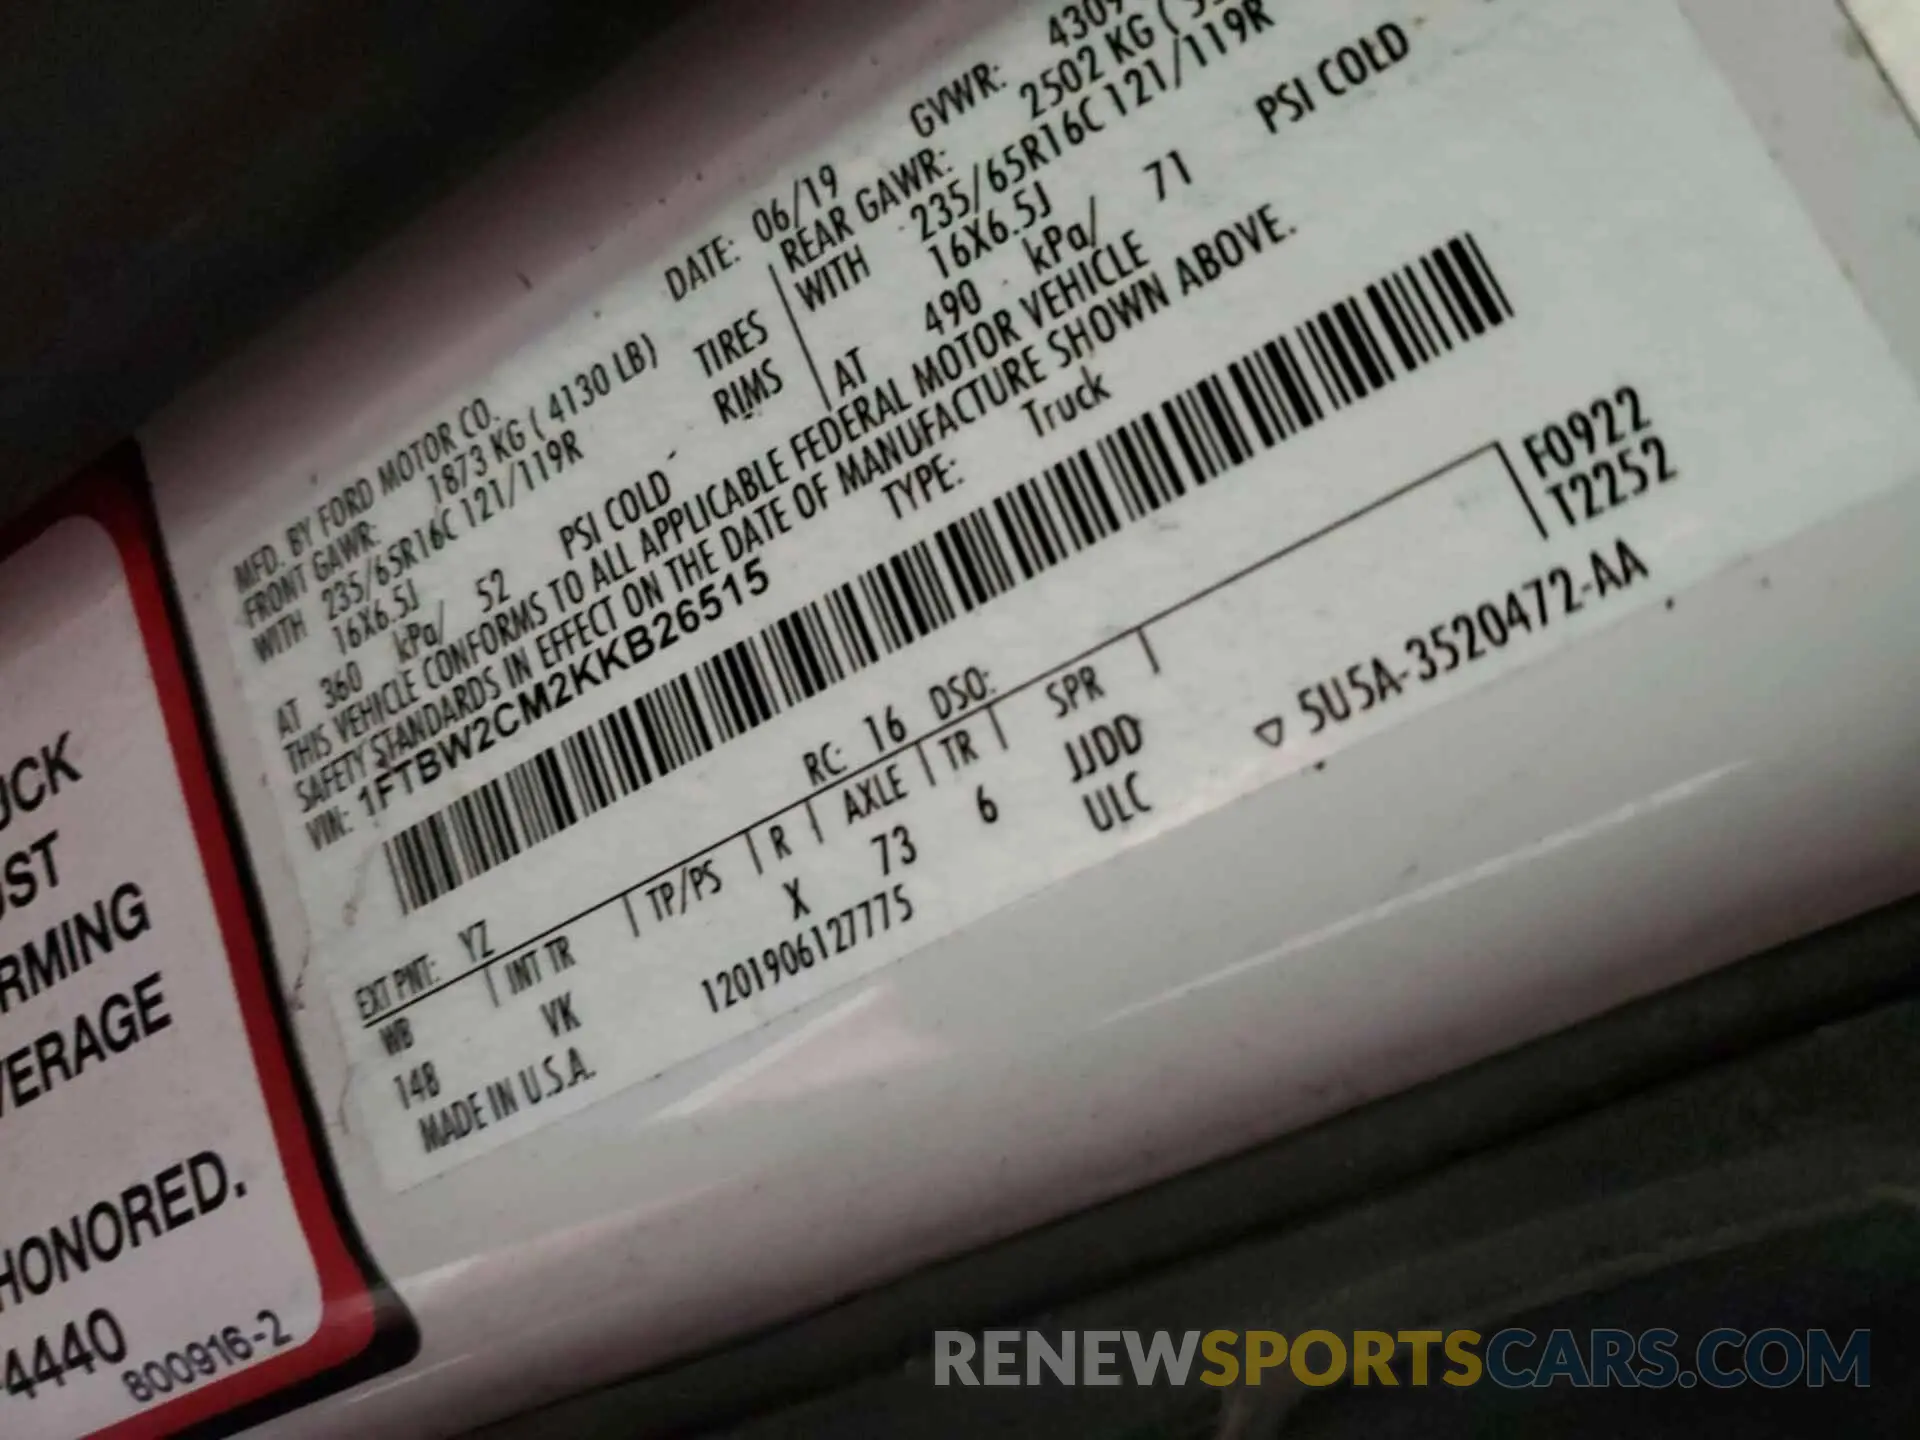 MFD. BY FORD MOTOR CO. DATE: 06/19 GVWR:
FRONT GAWR: 1873 KG ( 4130 LB) REAR GAWR: 2502 KG (
WITH 235/65R16C 121/119R TIRES WITH 235/65R16C 121/119R
16X6.5J RIMS 16X6.5J
AT 360 kPa/ 52 PSI COLD AT 490 kPa/ 71 PSI COLD
THIS VEHICLE CONFORMS TO ALL APPLICABLE FEDERAL MOTOR VEHICLE
SAFETY STANDARDS IN EFFECT ON THE DATE OF MANUFACTURE SHOWN ABOVE.
VIN: 1FTBW2CM2KKB26515 TYPE: Truck
F0922
T2252
EXT PNT: YZ RC: 16 DSO:
WB | INT TR | TP/PS | R | AXLE | TR | SPR |
148 VK X 73 6 JJDD
ULC
MADE IN U.S.A. 1201906127775
▽ 5U5A-3520472-AA
UCK
ST
RMING
VERAGE
HONORED.
-4440
800916-2
RENEWSPORTSCARS.COM